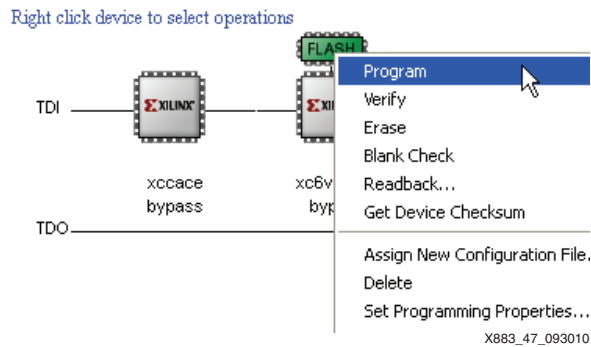 Right click device to select operations
FLASH
Program
Verify
Erase
Blank Check
Readback...
Get Device Checksum
Assign New Configuration File.
Delete
Set Programming Properties...
TDI
XILINX
XII
xccace
bypass
xc6v
byp
TDO
X883_47_093010